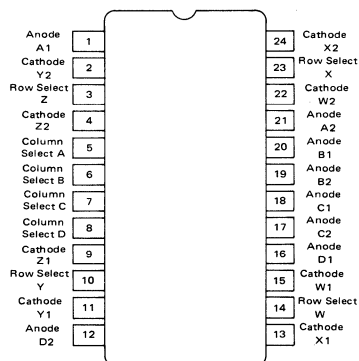 Anode
A1
1
Cathode
Y2
2
Row Select
Z
3
Cathode
Z2
4
Column
Select A
5
Column
Select B
6
Column
Select C
7
Column
Select D
8
Cathode
Z1
9
Row Select
Y
10
Cathode
Y1
11
Anode
D2
12
24
Cathode
X2
23
Row Select
X
22
Cathode
W2
21
Anode
A2
20
Anode
B1
19
Anode
B2
18
Anode
C1
17
Anode
C2
16
Anode
D1
15
Cathode
W1
14
Row Select
W
13
Cathode
X1